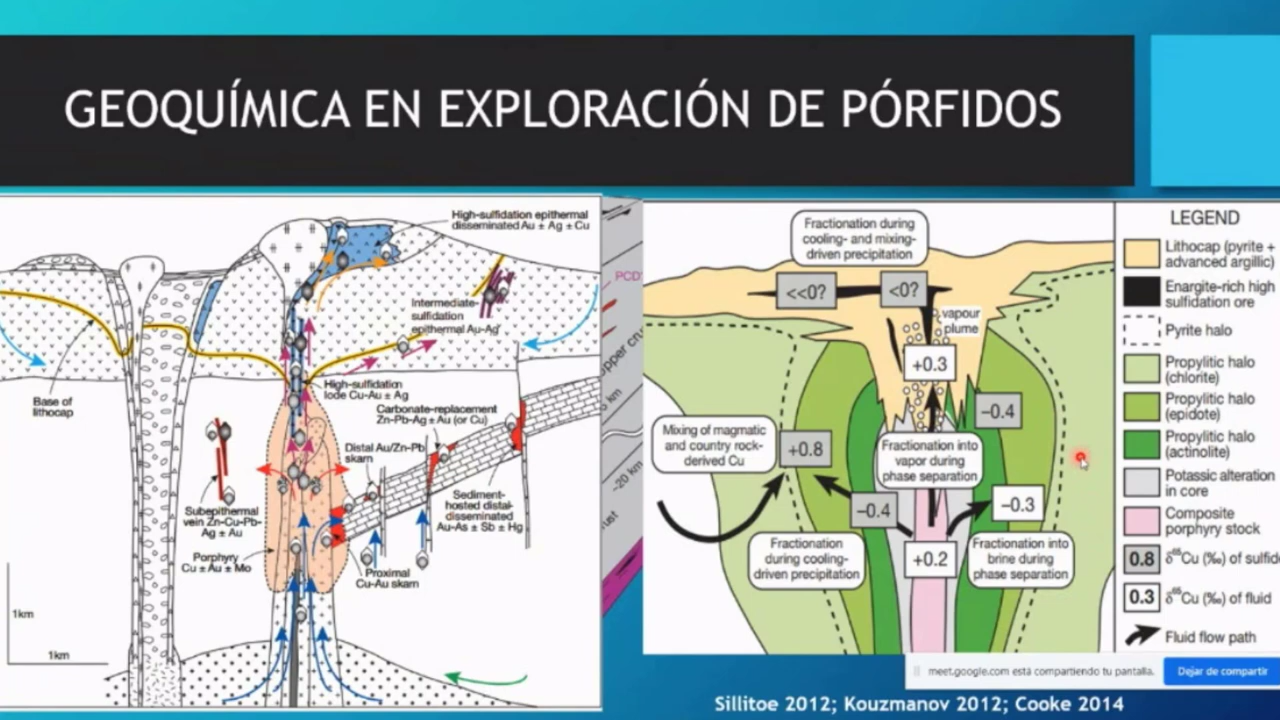 GEOQUÍMICA EN EXPLORACIÓN DE PÓRFIDOS
High-sulfidation epithermal
disseminated Au ± Ag ± Cu
Intermediate-
sulfidation
epithermal Au-Ag
Base of
lithocap
High-sulfidation
lode Cu-Au ± Ag
Carbonate-replacement
Zn-Pb-Ag ± Au (or Cu)
Distal Au/Zn-Pb
skarn
Subepithermal
vein Zn-Cu-Pb-
Ag ± Au
Sediment-
hosted distal-
disseminated
Au-As ± Sb ± Hg
Porphyry
Cu ± Au ± Mo
Proximal
Cu-Au skarn
1km
1km
PCD
upper cru
km
~20 km
ust
Fractionation during
cooling- and mixing-
driven precipitation
<<0?
<0?
vapour
plume
+0.3
–0.4
Mixing of magmatic
and country rock-
derived Cu
+0.8
Fractionation into
vapor during
phase separation
–0.4
–0.3
Fractionation
during cooling-
driven precipitation
+0.2
Fractionation into
brine during
phase separation
LEGEND
Lithocap (pyrite +
advanced argillic)
Enargite-rich high
sulfidation ore
Pyrite halo
Propylitic halo
(chlorite)
Propylitic halo
(epidote)
Propylitic halo
(actinolite)
Potassic alteration
in core
Composite
porphyry stock
0.8 δ⁶⁵Cu (‰) of sulfide
0.3 δ⁶⁵Cu (‰) of fluid
Fluid flow path
meet.google.com está compartiendo tu pantalla.
Dejar de compartir
Sillitoe 2012; Kouzmanov 2012; Cooke 2014